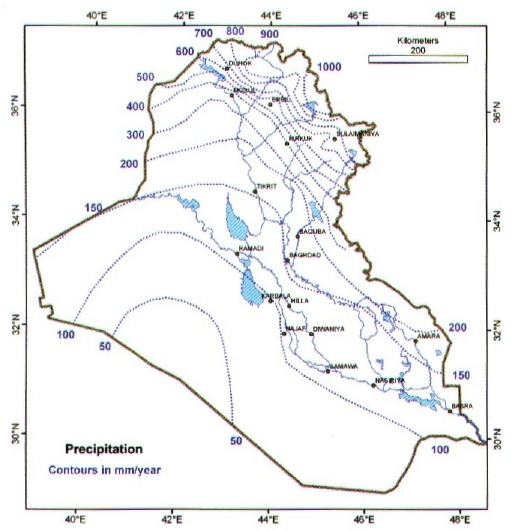 40°E 42°E 44°E 46°E 48°E
700 800 900
600
1000
500
400
300
200
150
100
50
50
100
150
200
Kilometers
200
36°N 36°N
34°N 34°N
32°N 32°N
30°N 30°N
DUHOK
MOSUL
ERBIL
KIRKUK
SULAIMANIYA
TIKRIT
BAQUBA
RAMADI
BAGHDAD
KARBALA
HILLA
NAJAF
DIWANIYA
AMARA
SAMAWA
NASIRIYA
BASRA
Precipitation
Contours in mm/year
40°E 42°E 44°E 46°E 48°E